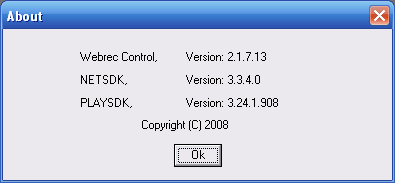 About
Webrec Control, Version: 2.1.7.13
NETSDK, Version: 3.3.4.0
PLAYSDK, Version: 3.24.1.908
Copyright (C) 2008
Ok